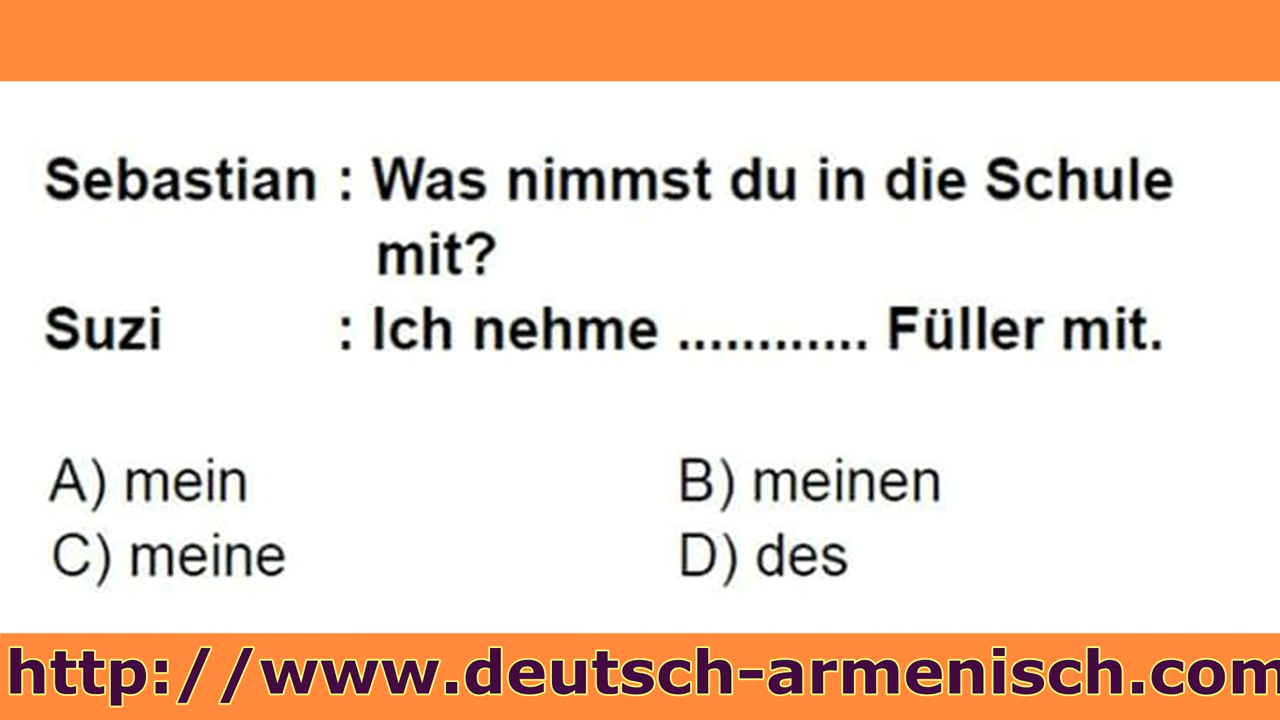 Sebastian : Was nimmst du in die Schule
mit?
Suzi : Ich nehme ............ Füller mit.
A) mein B) meinen
C) meine D) des
http://www.deutsch-armenisch.com